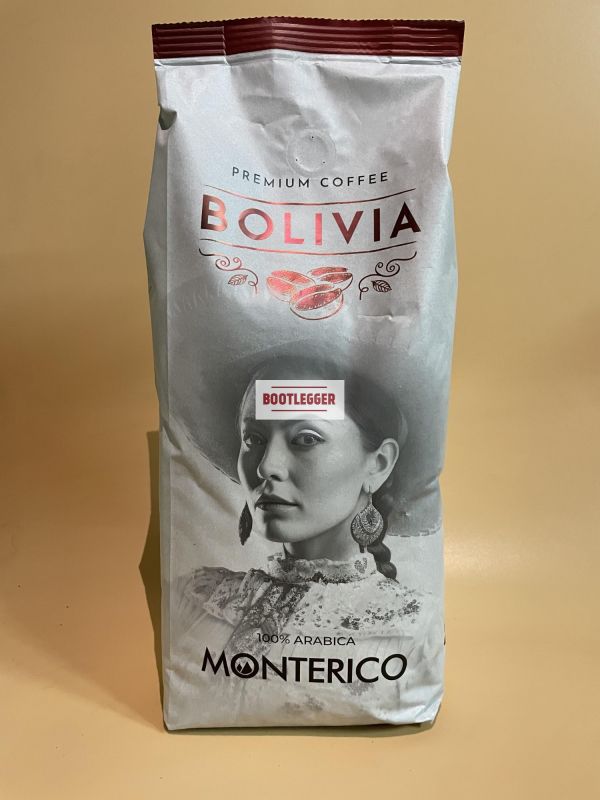 PREMIUM COFFEE
BOLIVIA
BOOTLEGGER
100% ARABICA
MONTERICO